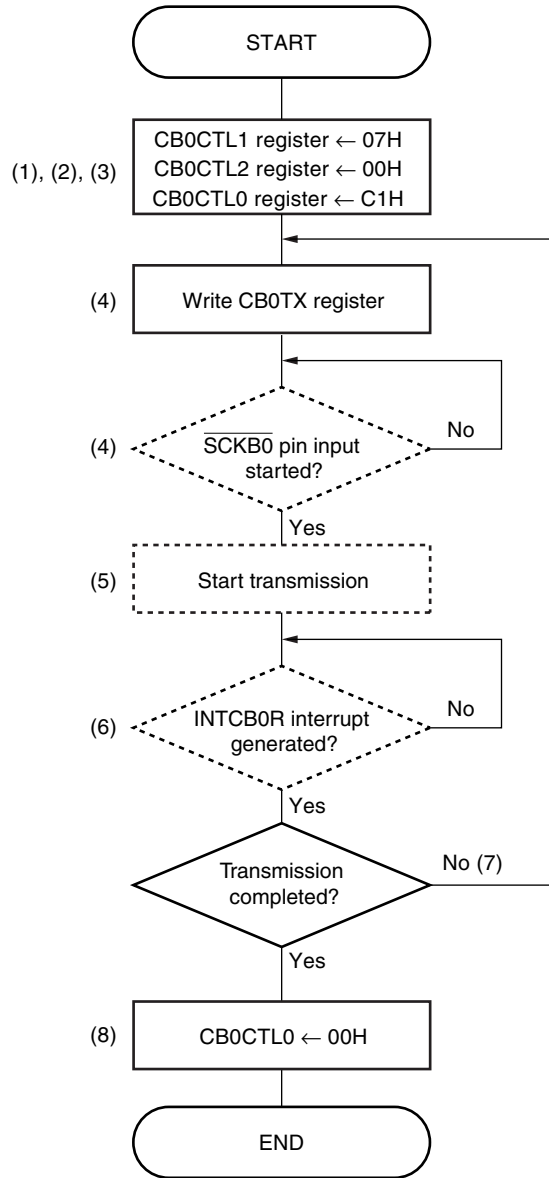 START
(1), (2), (3)
CB0CTL1 register ← 07H
CB0CTL2 register ← 00H
CB0CTL0 register ← C1H
(4)
Write CB0TX register
(4)
SCKB0 pin input
started?
No
Yes
(5)
Start transmission
(6)
INTCB0R interrupt
generated?
No
Yes
Transmission
completed?
No (7)
Yes
(8)
CB0CTL0 ← 00H
END